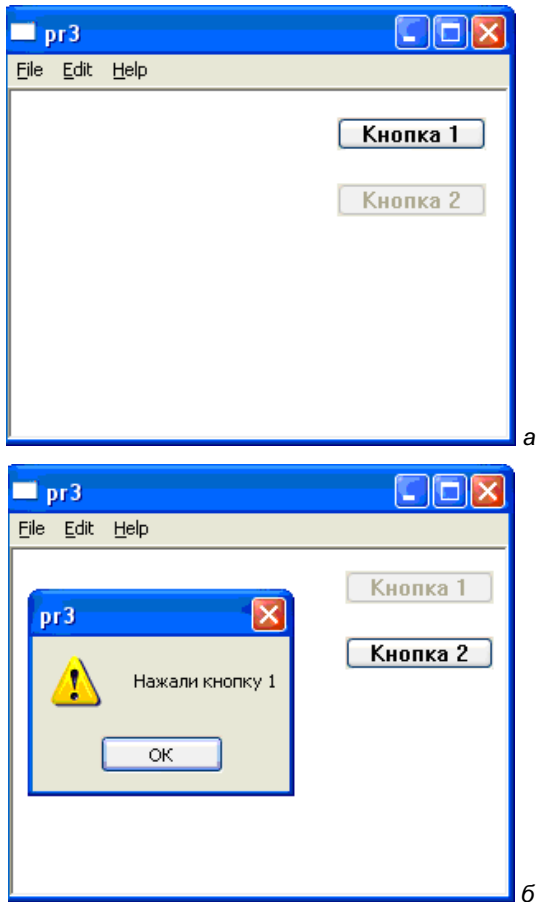 pr3
File Edit Help
Кнопка 1
Кнопка 2
а
pr3
File Edit Help
Кнопка 1
pr3
Кнопка 2
Нажали кнопку 1
ОК
б